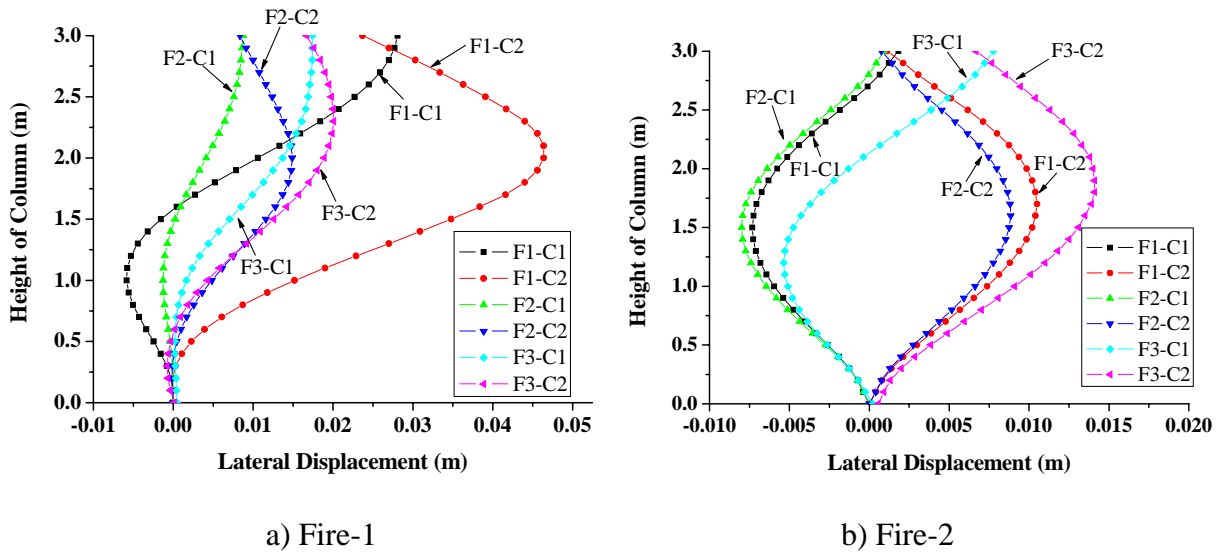 3.0
2.5
2.0
1.5
1.0
0.5
0.0
-0.01
0.00
0.01
0.02
0.03
0.04
0.05
Height of Column (m)
Lateral Displacement (m)
F2-C2
F2-C1
F1-C2
F1-C1
F3-C2
F3-C1
F1-C1
F1-C2
F2-C1
F2-C2
F3-C1
F3-C2
a) Fire-1
3.0
2.5
2.0
1.5
1.0
0.5
0.0
-0.010
-0.005
0.000
0.005
0.010
0.015
0.020
Height of Column (m)
Lateral Displacement (m)
F3-C1
F3-C2
F2-C1
F1-C1
F2-C2
F1-C2
F1-C1
F1-C2
F2-C1
F2-C2
F3-C1
F3-C2
b) Fire-2